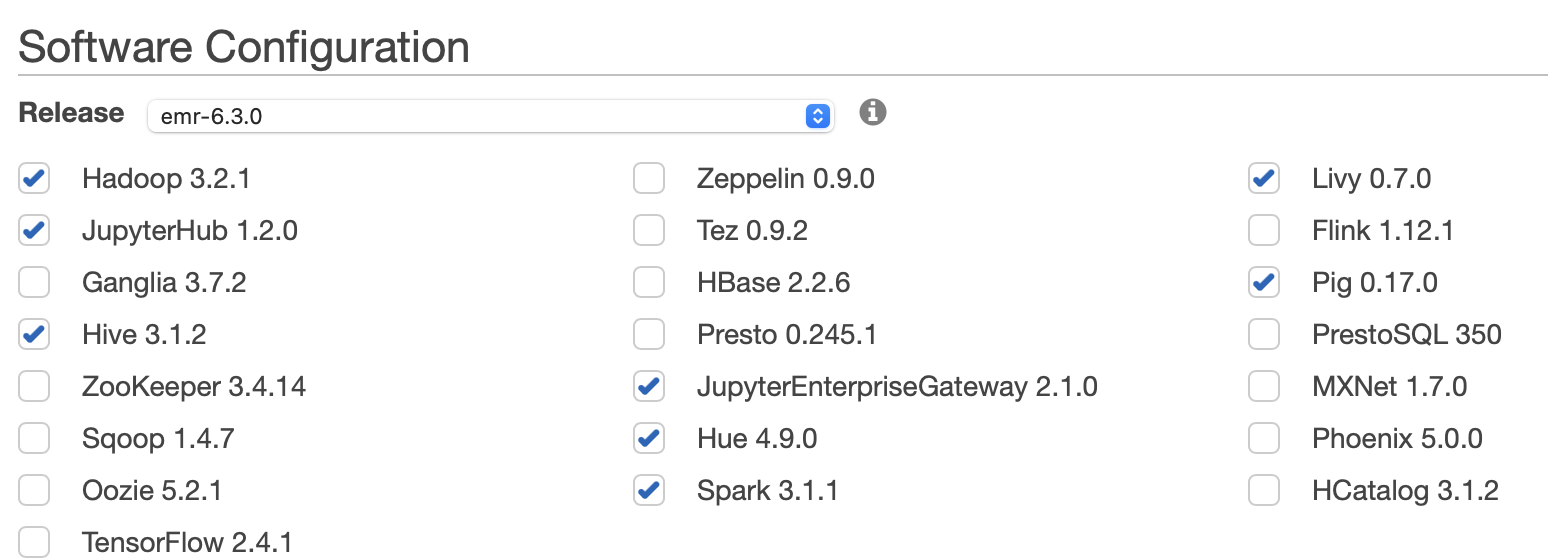 Software Configuration
Release emr-6.3.0
Hadoop 3.2.1 Zeppelin 0.9.0 Livy 0.7.0
JupyterHub 1.2.0 Tez 0.9.2 Flink 1.12.1
Ganglia 3.7.2 HBase 2.2.6 Pig 0.17.0
Hive 3.1.2 Presto 0.245.1 PrestoSQL 350
ZooKeeper 3.4.14 JupyterEnterpriseGateway 2.1.0 MXNet 1.7.0
Sqoop 1.4.7 Hue 4.9.0 Phoenix 5.0.0
Oozie 5.2.1 Spark 3.1.1 HCatalog 3.1.2
TensorFlow 2.4.1